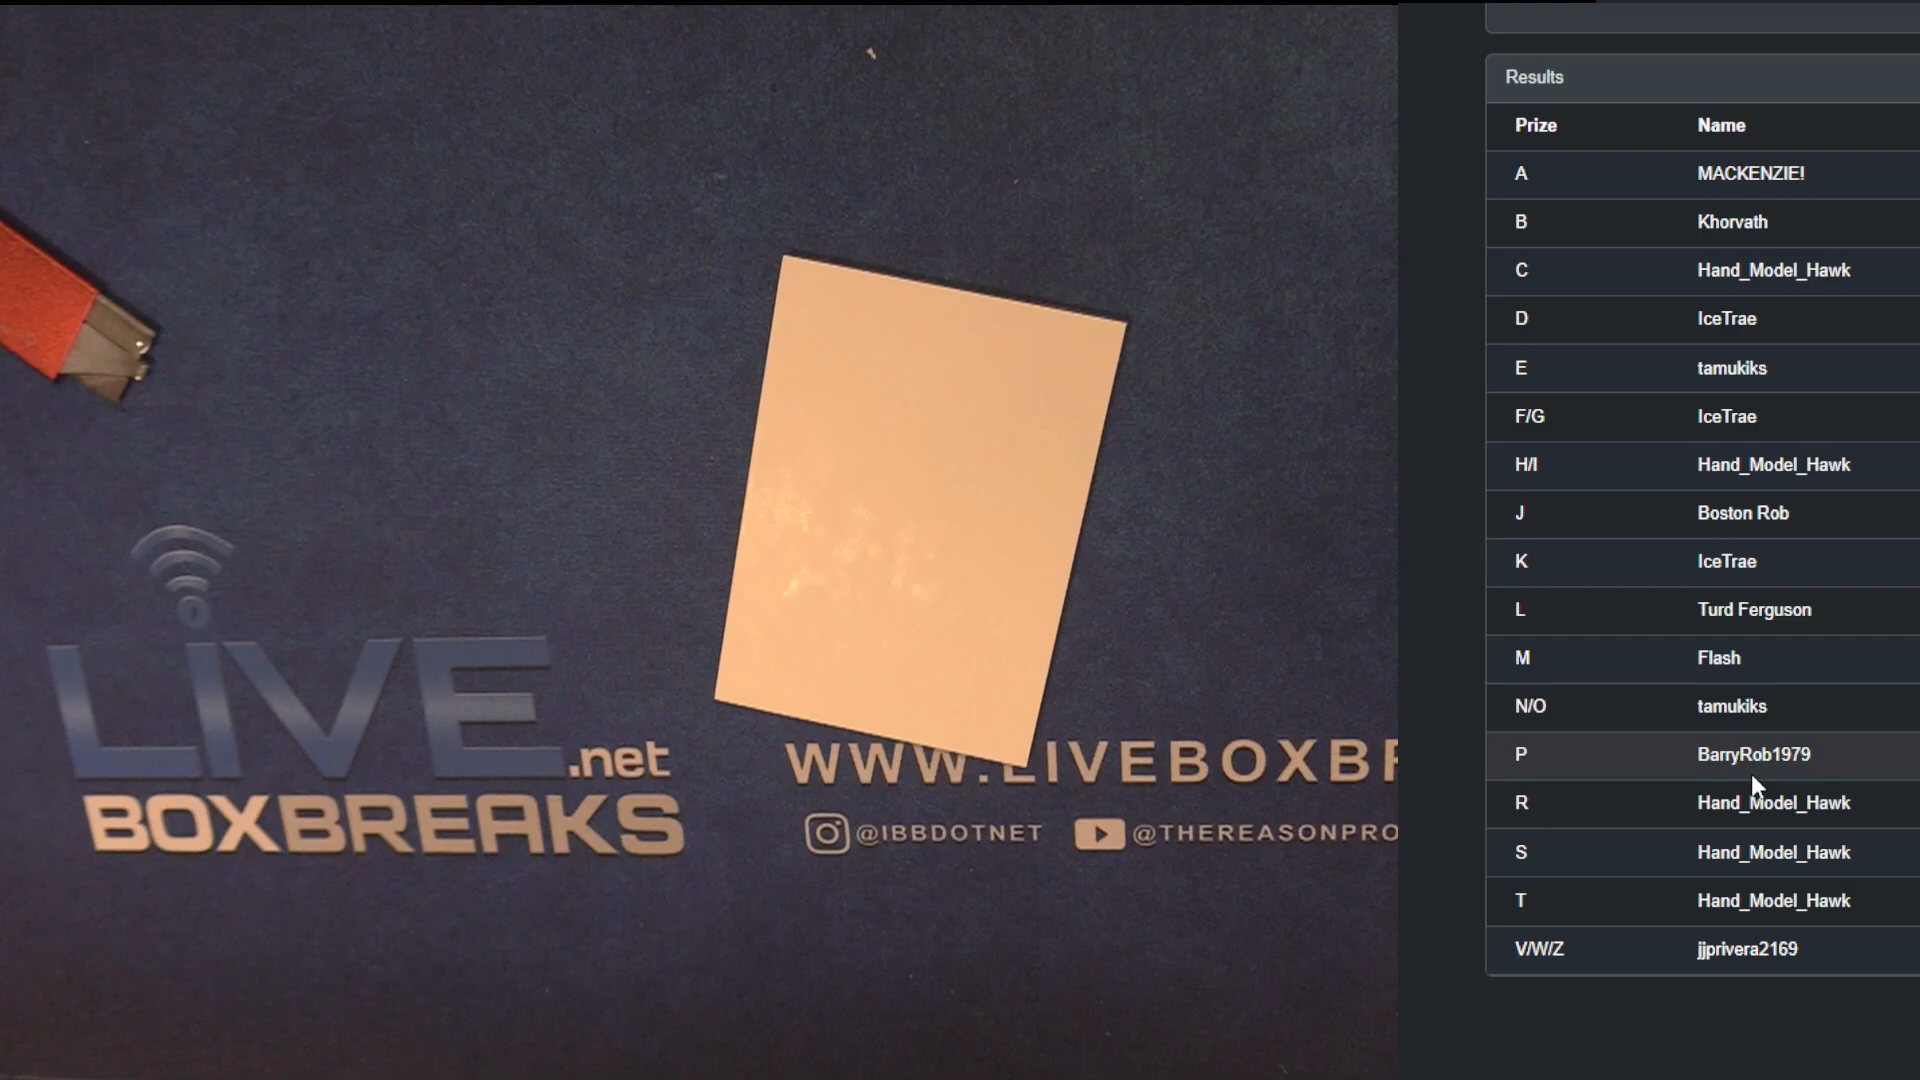 LIVE.net
BOXBREAKS
WWW.LIVEBOXBR
@IBBDOTNET
@THEREASONPRO
Results
Prize Name
A MACKENZIE!
B Khorvath
C Hand_Model_Hawk
D IceTrae
E tamukiks
F/G IceTrae
H/I Hand_Model_Hawk
J Boston Rob
K IceTrae
L Turd Ferguson
M Flash
N/O tamukiks
P BarryRob1979
R Hand_Model_Hawk
S Hand_Model_Hawk
T Hand_Model_Hawk
V/W/Z jjprivera2169